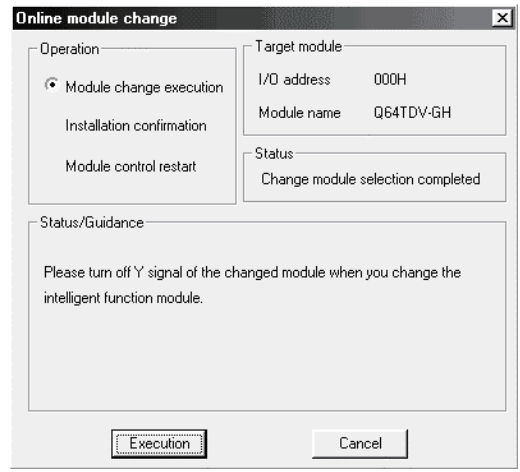 Online module change
Operation
Module change execution
Installation confirmation
Module control restart
Target module
I/O address 000H
Module name Q64TDV-GH
Status
Change module selection completed
Status/Guidance
Please turn off Y signal of the changed module when you change the
intelligent function module.
Execution Cancel